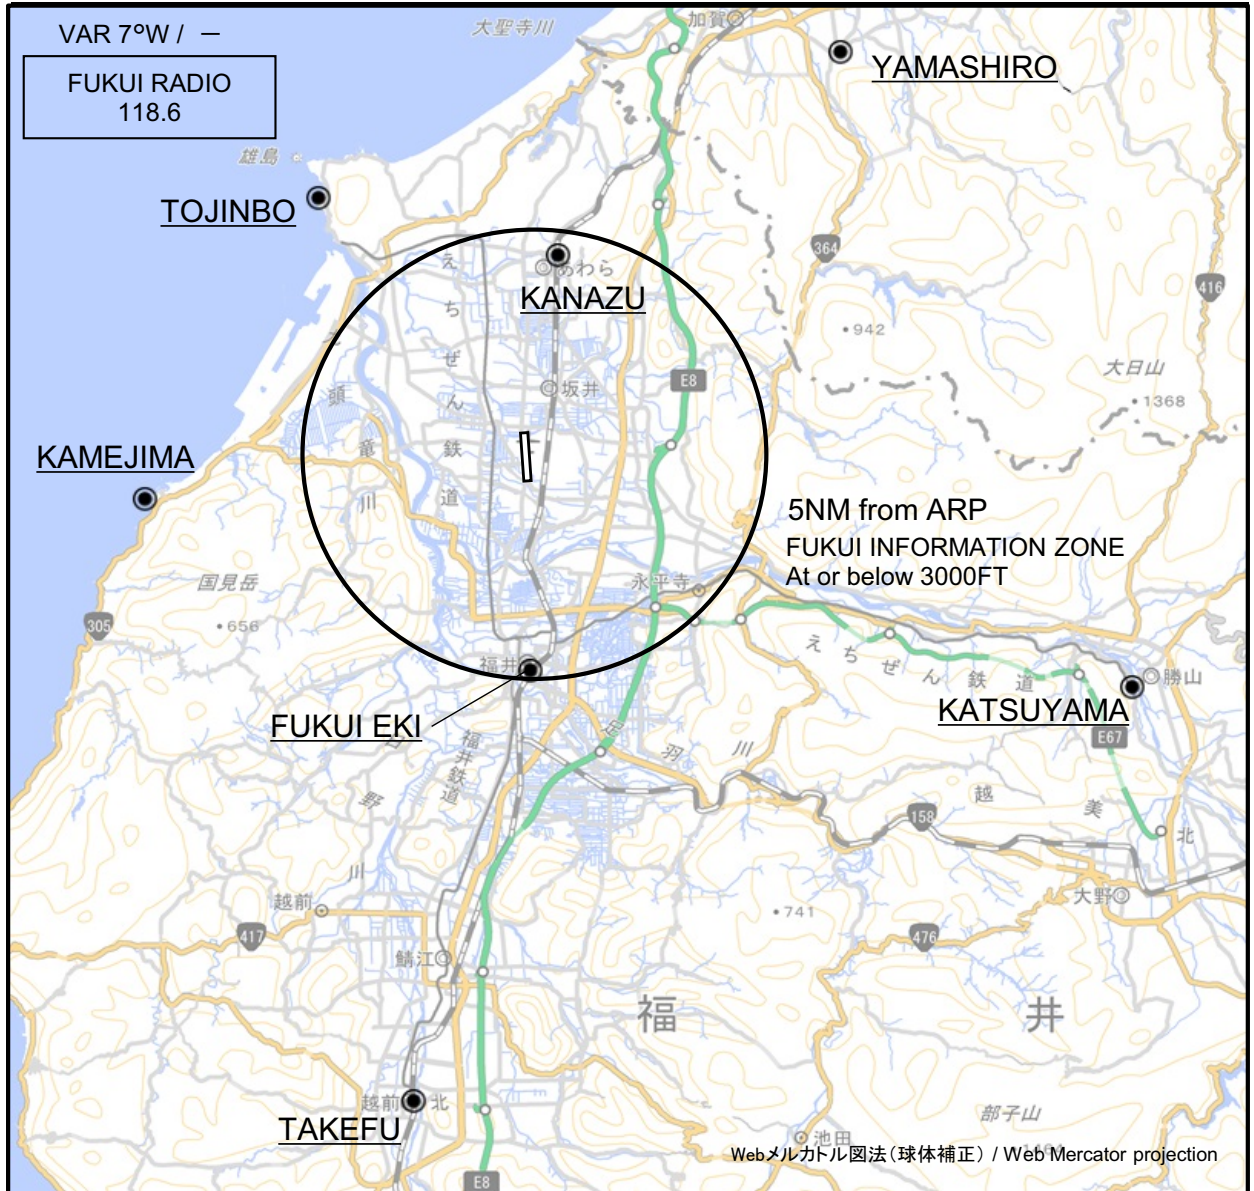 VAR 7°W / －
FUKUI RADIO
118.6
大聖寺川
加賀
YAMASHIRO
雄島
TOJINBO
364
416
あわら
KANAZU
えちぜん鉄道
942
大日山
1368
E8
坂井
頭竜川
KAMEJIMA
5NM from ARP
FUKUI INFORMATION ZONE
At or below 3000FT
国見岳
656
305
永平寺
えちぜん鉄道
勝山
KATSUYAMA
福井
FUKUI EKI
E67
足羽川
福井鉄道
野川
越美北
158
大野
越前
417
741
476
鯖江
福井
越前
北
TAKEFU
部子山
池田
Webメルカトル図法（球体補正） / Web Mercator projection
E8